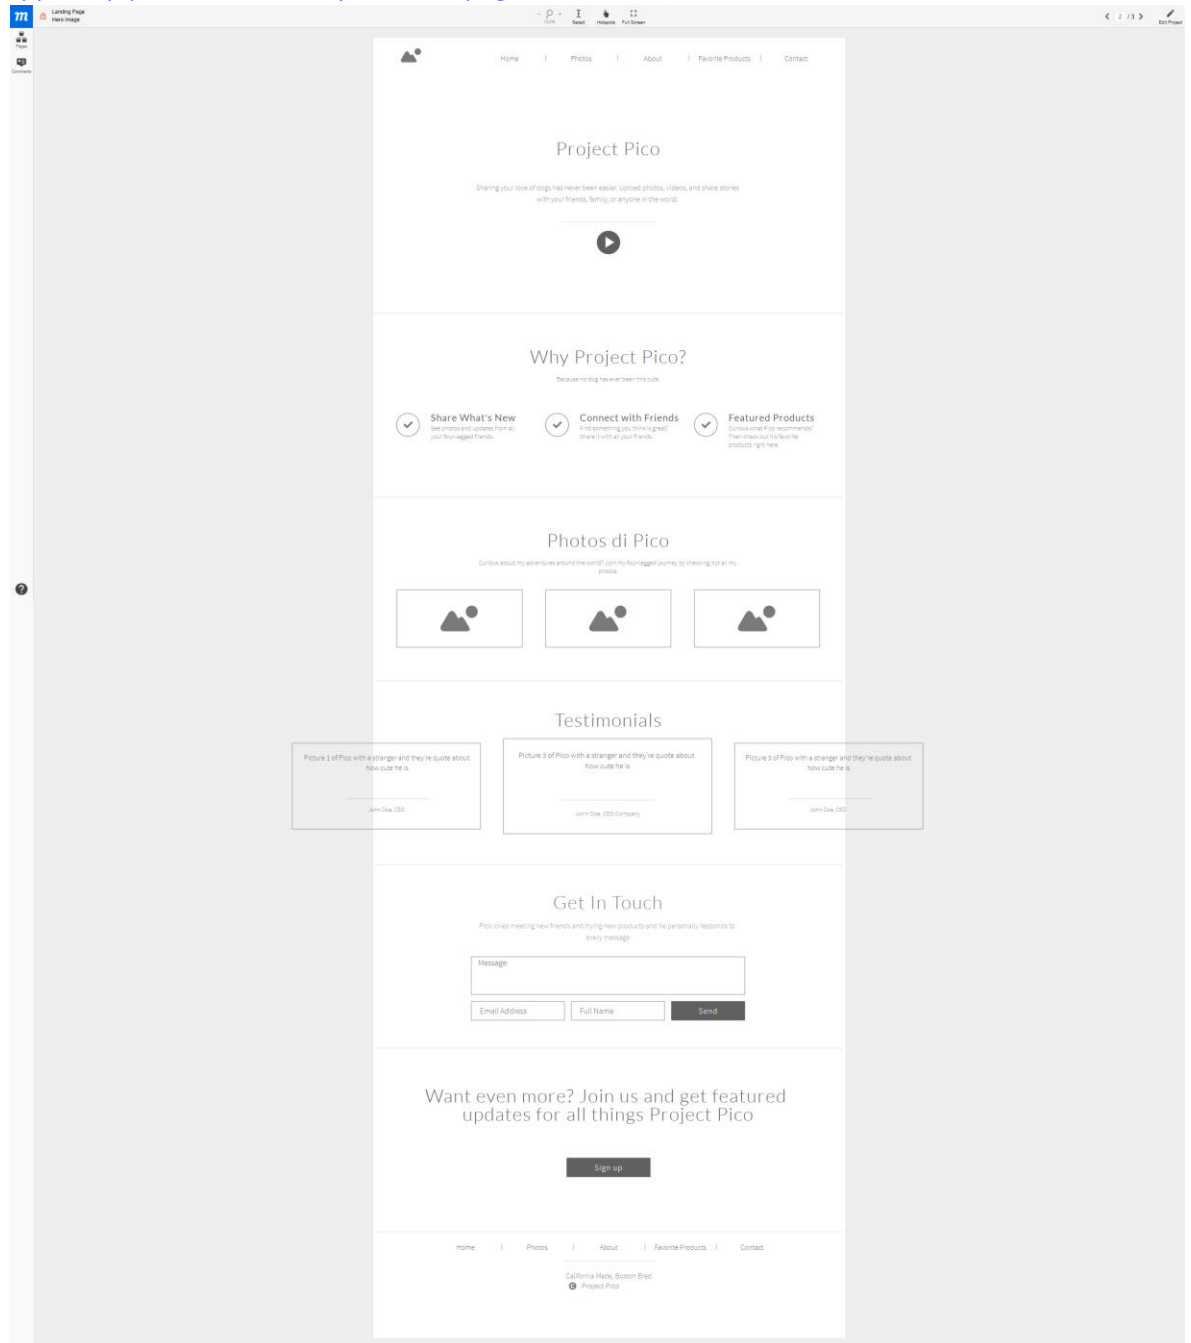 m
Landing Page
Hero Image
100%
Select
Hotspots
Full Screen
2 / 3
Edit Project
Pages
Comments
Home | Photos | About | Favorite Products | Contact
Project Pico
Sharing your love of dogs has never been easier. Upload photos, videos, and share stories
with your friends, family, or anyone in the world.
Why Project Pico?
Because no dog has ever been this cute
Share What's New
See photos and updates from all
your four-legged friends.
Connect with Friends
Find something you think is great?
Share it with all your friends.
Featured Products
Curious what Pico recommends?
Then check out his favorite
products right here.
Photos di Pico
Curious about my adventures around the world? Join my four-legged journey by checking out all my
photos.
?
Testimonials
Picture 1 of Pico with a stranger and they're quote about
how cute he is
John Doe, CEO
Picture 3 of Pico with a stranger and they're quote about
how cute he is
John Doe, CEO Company
Picture 3 of Pico with a stranger and they're quote about
how cute he is
John Doe, CEO
Get In Touch
Pico loves meeting new friends and trying new products and he personally responds to
every message.
Message
Email Address
Full Name
Send
Want even more? Join us and get featured
updates for all things Project Pico
Sign up
Home | Photos | About | Favorite Products | Contact
California Made, Boston Bred
© Project Pico